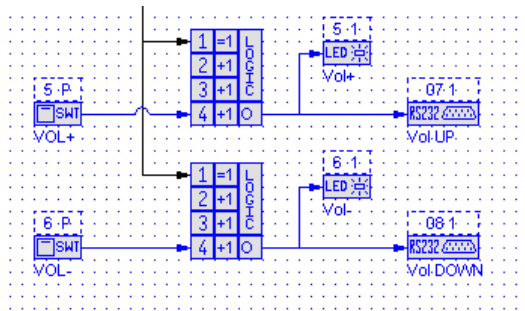 5 1
LED
Vol+
1 =1 L
2 +1 O
3 +1 G I
4 +1 O C
5 P
SWT
VOL+
07 1
RS232
Vol UP
6 1
LED
Vol-
1 =1 L
2 +1 O
3 +1 G I
4 +1 O C
6 P
SWT
VOL-
08 1
RS232
Vol DOWN